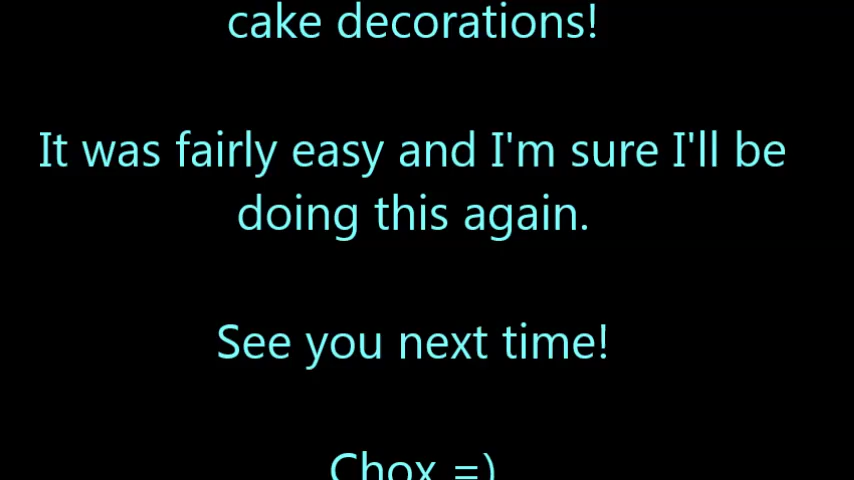 cake decorations!
It was fairly easy and I'm sure I'll be
doing this again.
See you next time!
Chox =)